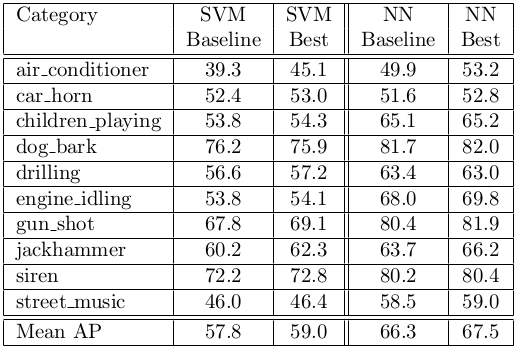 Category SVM SVM NN NN
Baseline Best Baseline Best
air_conditioner 39.3 45.1 49.9 53.2
car_horn 52.4 53.0 51.6 52.8
children_playing 53.8 54.3 65.1 65.2
dog_bark 76.2 75.9 81.7 82.0
drilling 56.6 57.2 63.4 63.0
engine_idling 53.8 54.1 68.0 69.8
gun_shot 67.8 69.1 80.4 81.9
jackhammer 60.2 62.3 63.7 66.2
siren 72.2 72.8 80.2 80.4
street_music 46.0 46.4 58.5 59.0
Mean AP 57.8 59.0 66.3 67.5